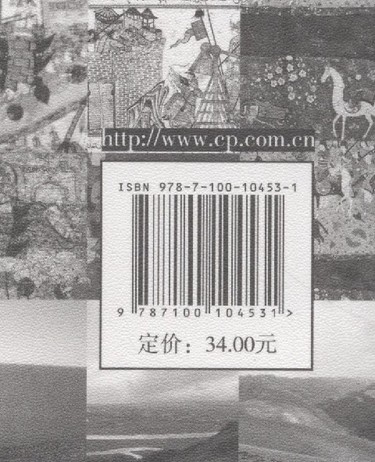 http://www.cp.com.cn
ISBN 978-7-100-10453-1
9 787100 104531 >
定价：34.00元